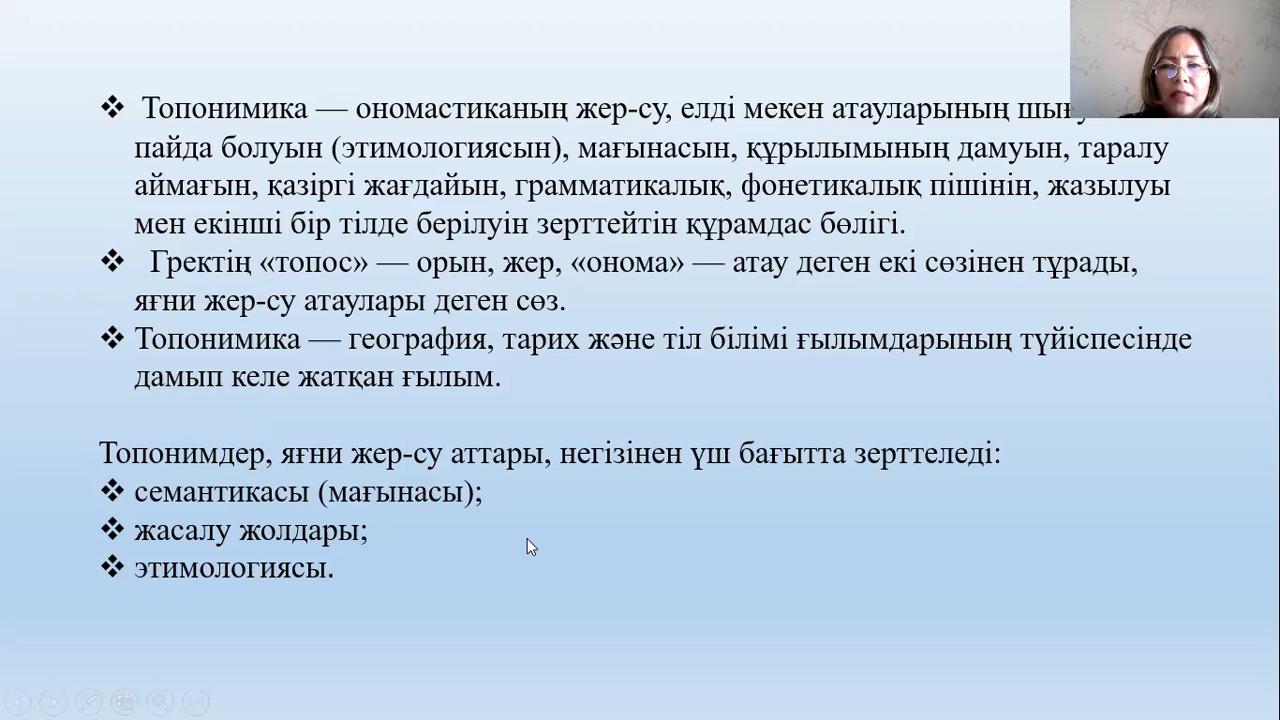 ❖ Топонимика — ономастиканың жер-су, елді мекен атауларының
пайда болуын (этимологиясын), мағынасын, құрылымының дамуын, таралу
аймағын, қазіргі жағдайын, грамматикалық, фонетикалық пішінін, жазылуы
мен екінші бір тілде берілуін зерттейтін құрамдас бөлігі.
❖ Гректің «топос» — орын, жер, «онома» — атау деген екі сөзінен тұрады,
яғни жер-су атаулары деген сөз.
❖ Топонимика — география, тарих және тіл білімі ғылымдарының түйіспесінде
дамып келе жатқан ғылым.
Топонимдер, яғни жер-су аттары, негізінен үш бағытта зерттеледі:
❖ семантикасы (мағынасы);
❖ жасалу жолдары;
❖ этимологиясы.